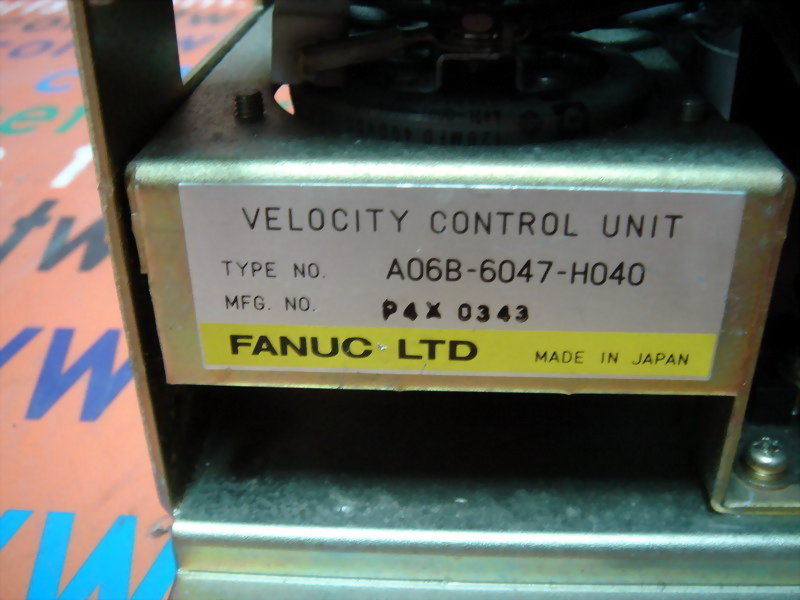 VELOCITY CONTROL UNIT
TYPE NO. A06B-6047-H040
MFG. NO. P4X 0343
FANUC LTD MADE IN JAPAN